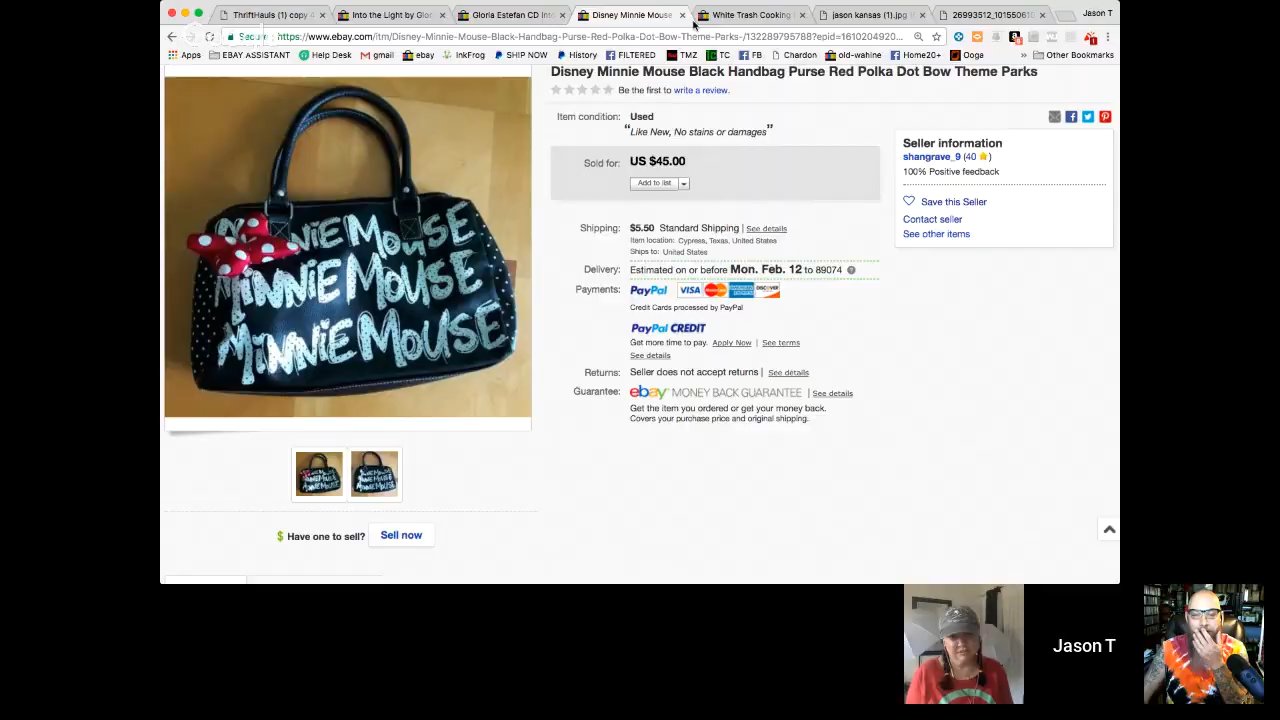 ThriftHauls (1) copy 4
Into the Light by Glor
Gloria Estefan CD Into
Disney Minnie Mouse
White Trash Cooking
jason kansas (1).jpg
26993512_101550610
Jason T
Secure
https://www.ebay.com/itm/Disney-Minnie-Mouse-Black-Handbag-Purse-Red-Polka-Dot-Bow-Theme-Parks-/132289795788?epid=1610204920...
Apps
EBAY ASSISTANT
Help Desk
gmail
ebay
InkFrog
SHIP NOW
History
FILTERED
TMZ
TC
FB
Chardon
old-wahine
Home20+
Ooga
»
Other Bookmarks
Disney Minnie Mouse Black Handbag Purse Red Polka Dot Bow Theme Parks
Be the first to write a review.
Item condition: Used
“Like New, No stains or damages”
Sold for: US $45.00
Add to list
Shipping: $5.50 Standard Shipping | See details
Item location: Cypress, Texas, United States
Ships to: United States
Delivery: Estimated on or before Mon. Feb. 12 to 89074
Payments: PayPal VISA MasterCard DISCOVER
Credit Cards processed by PayPal
PayPal CREDIT
Get more time to pay. Apply Now | See terms
See details
Returns: Seller does not accept returns | See details
Guarantee: ebay MONEY BACK GUARANTEE | See details
Get the item you ordered or get your money back.
Covers your purchase price and original shipping.
Seller information
shangrave_9 (40)
100% Positive feedback
Save this Seller
Contact seller
See other items
MINNIE MOUSE
MINNIE MOUSE
MINNIE MOUSE
$ Have one to sell? Sell now
Jason T